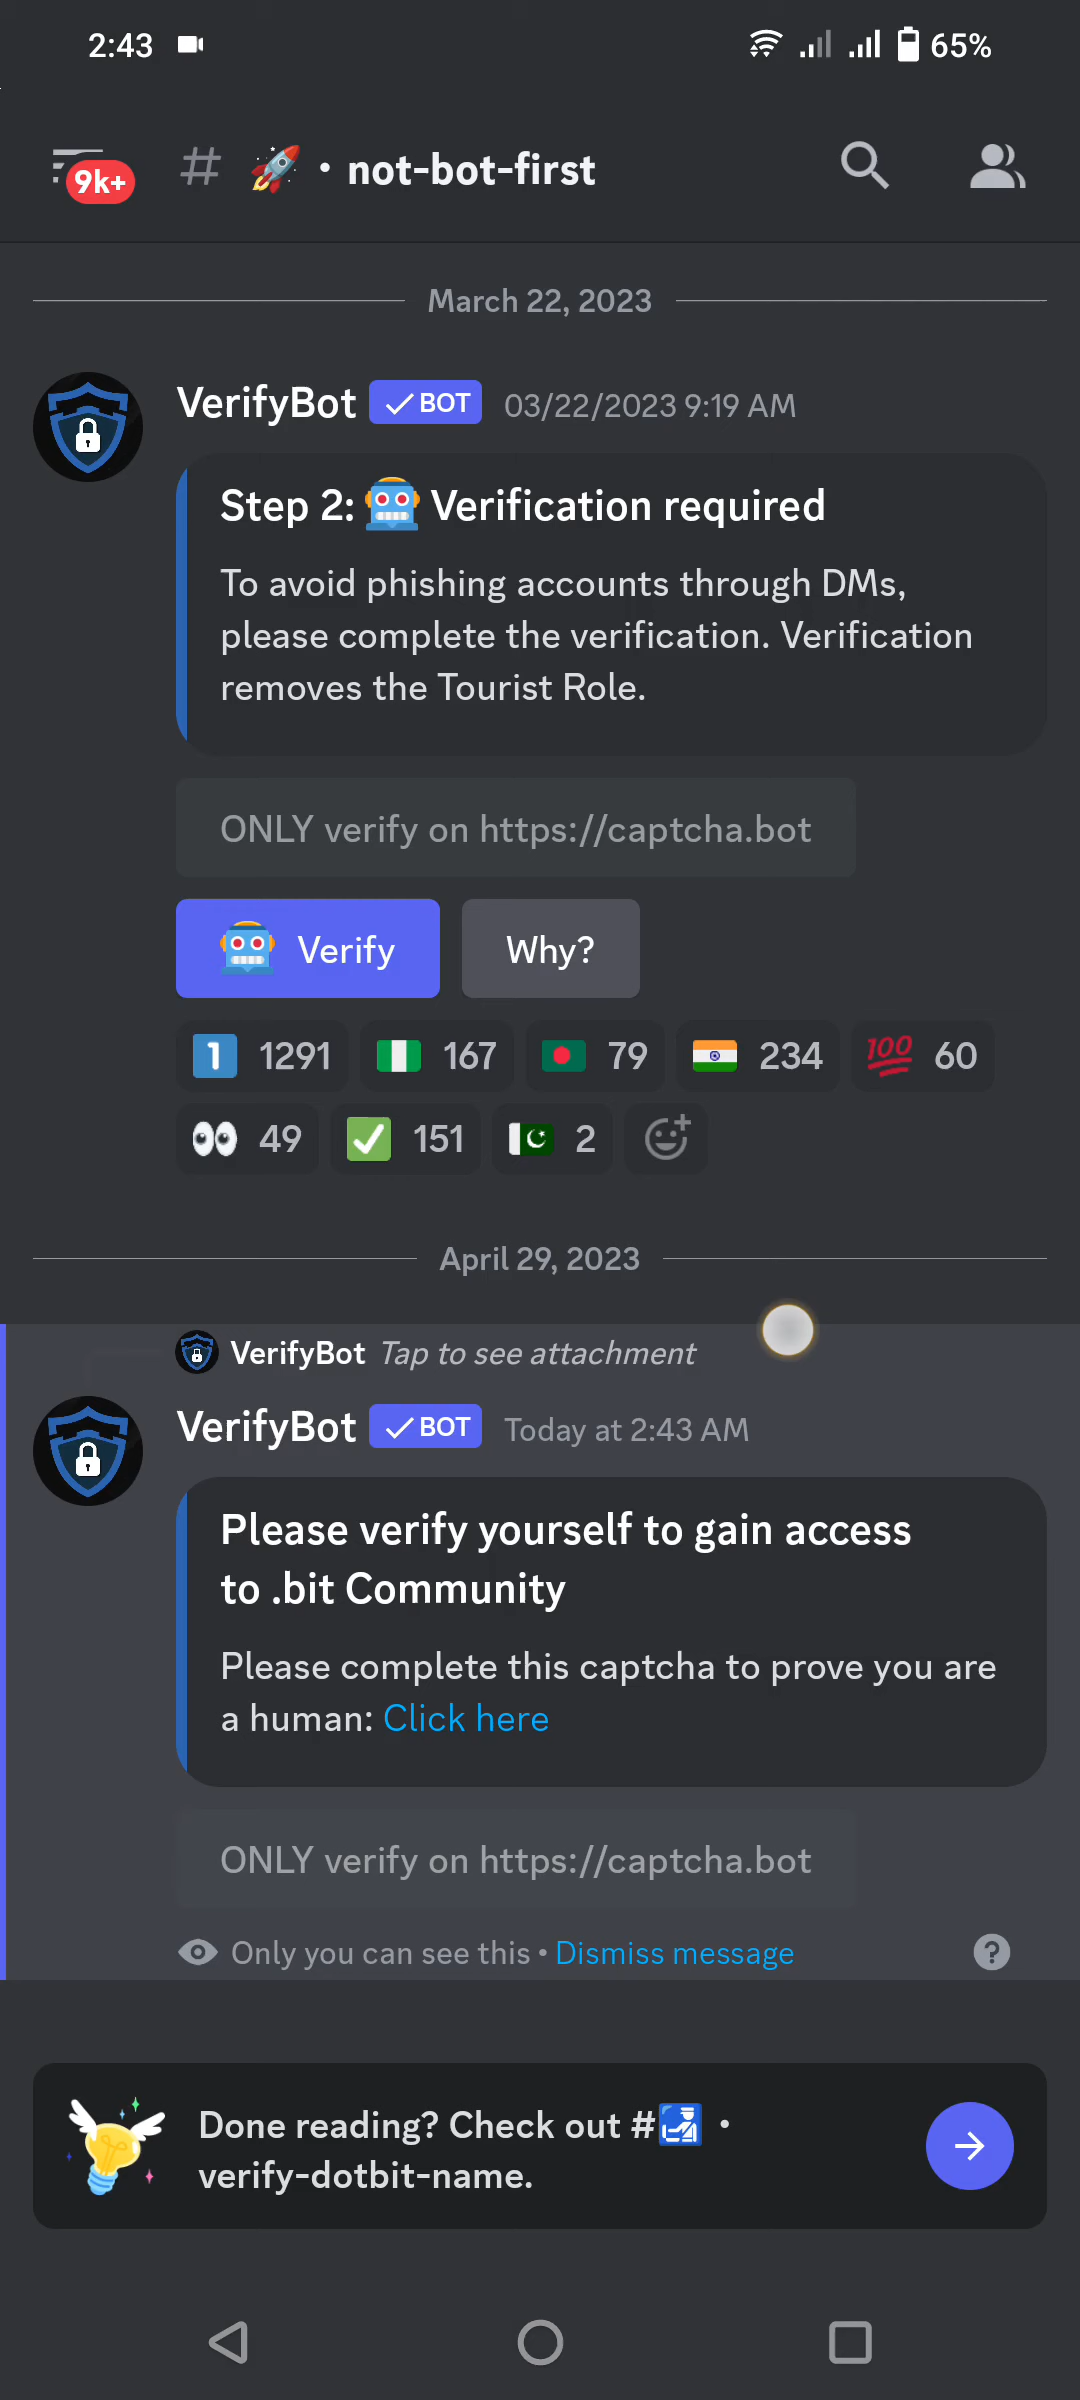 2:43
65%
9k+
# 🚀 • not-bot-first
March 22, 2023
VerifyBot ✓ BOT 03/22/2023 9:19 AM
Step 2: 🤖 Verification required
To avoid phishing accounts through DMs,
please complete the verification. Verification
removes the Tourist Role.
ONLY verify on https://captcha.bot
🤖 Verify
Why?
1 1291 167 79 234 100 60
49 151 2
April 29, 2023
VerifyBot Tap to see attachment
VerifyBot ✓ BOT Today at 2:43 AM
Please verify yourself to gain access
to .bit Community
Please complete this captcha to prove you are
a human: Click here
ONLY verify on https://captcha.bot
Only you can see this • Dismiss message
?
Done reading? Check out #🛃 •
verify-dotbit-name.